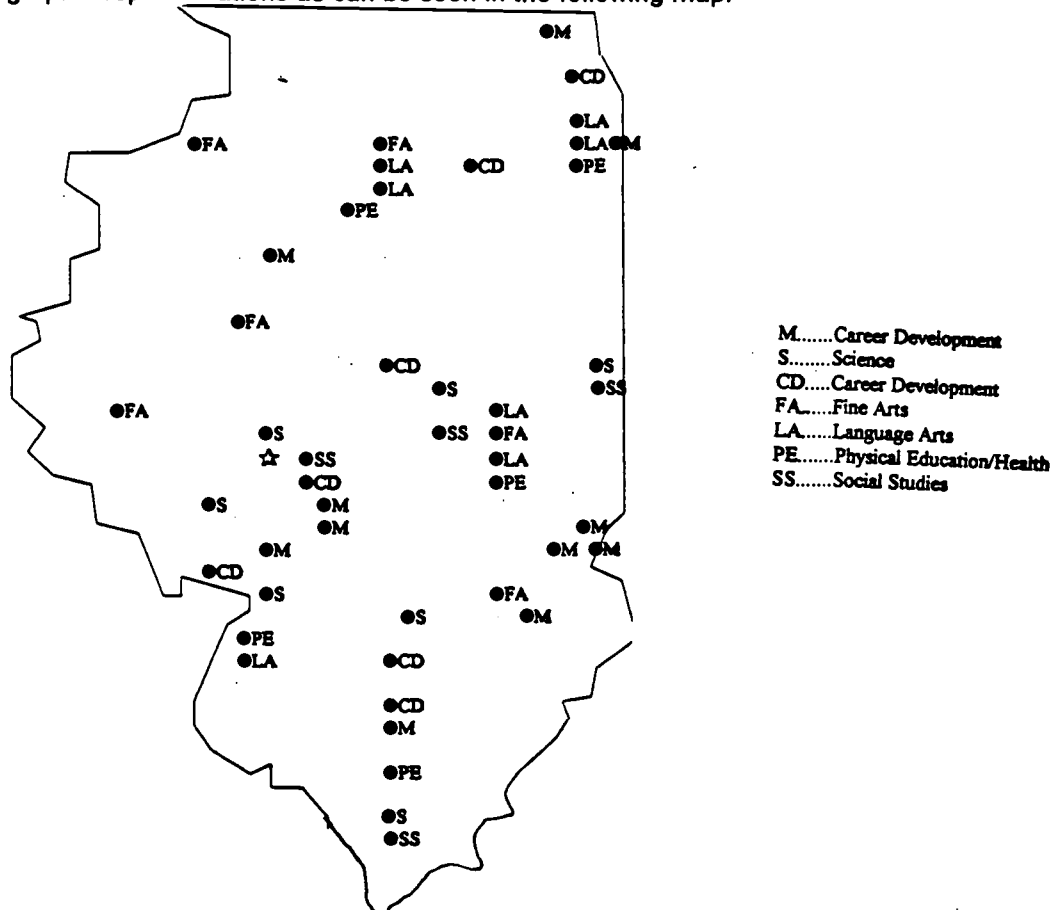 M
CD
LA
FA FA LA M
LA CD PE
LA
PE
M
FA
CD S
S SS
FA LA
S SS FA
SS LA
CD PE
S M
M M
M M M
CD
S FA
S M
PE
LA CD
CD
M
PE
S
SS
M.......Career Development
S........Science
CD.....Career Development
FA......Fine Arts
LA......Language Arts
PE.......Physical Education/Health
SS.......Social Studies